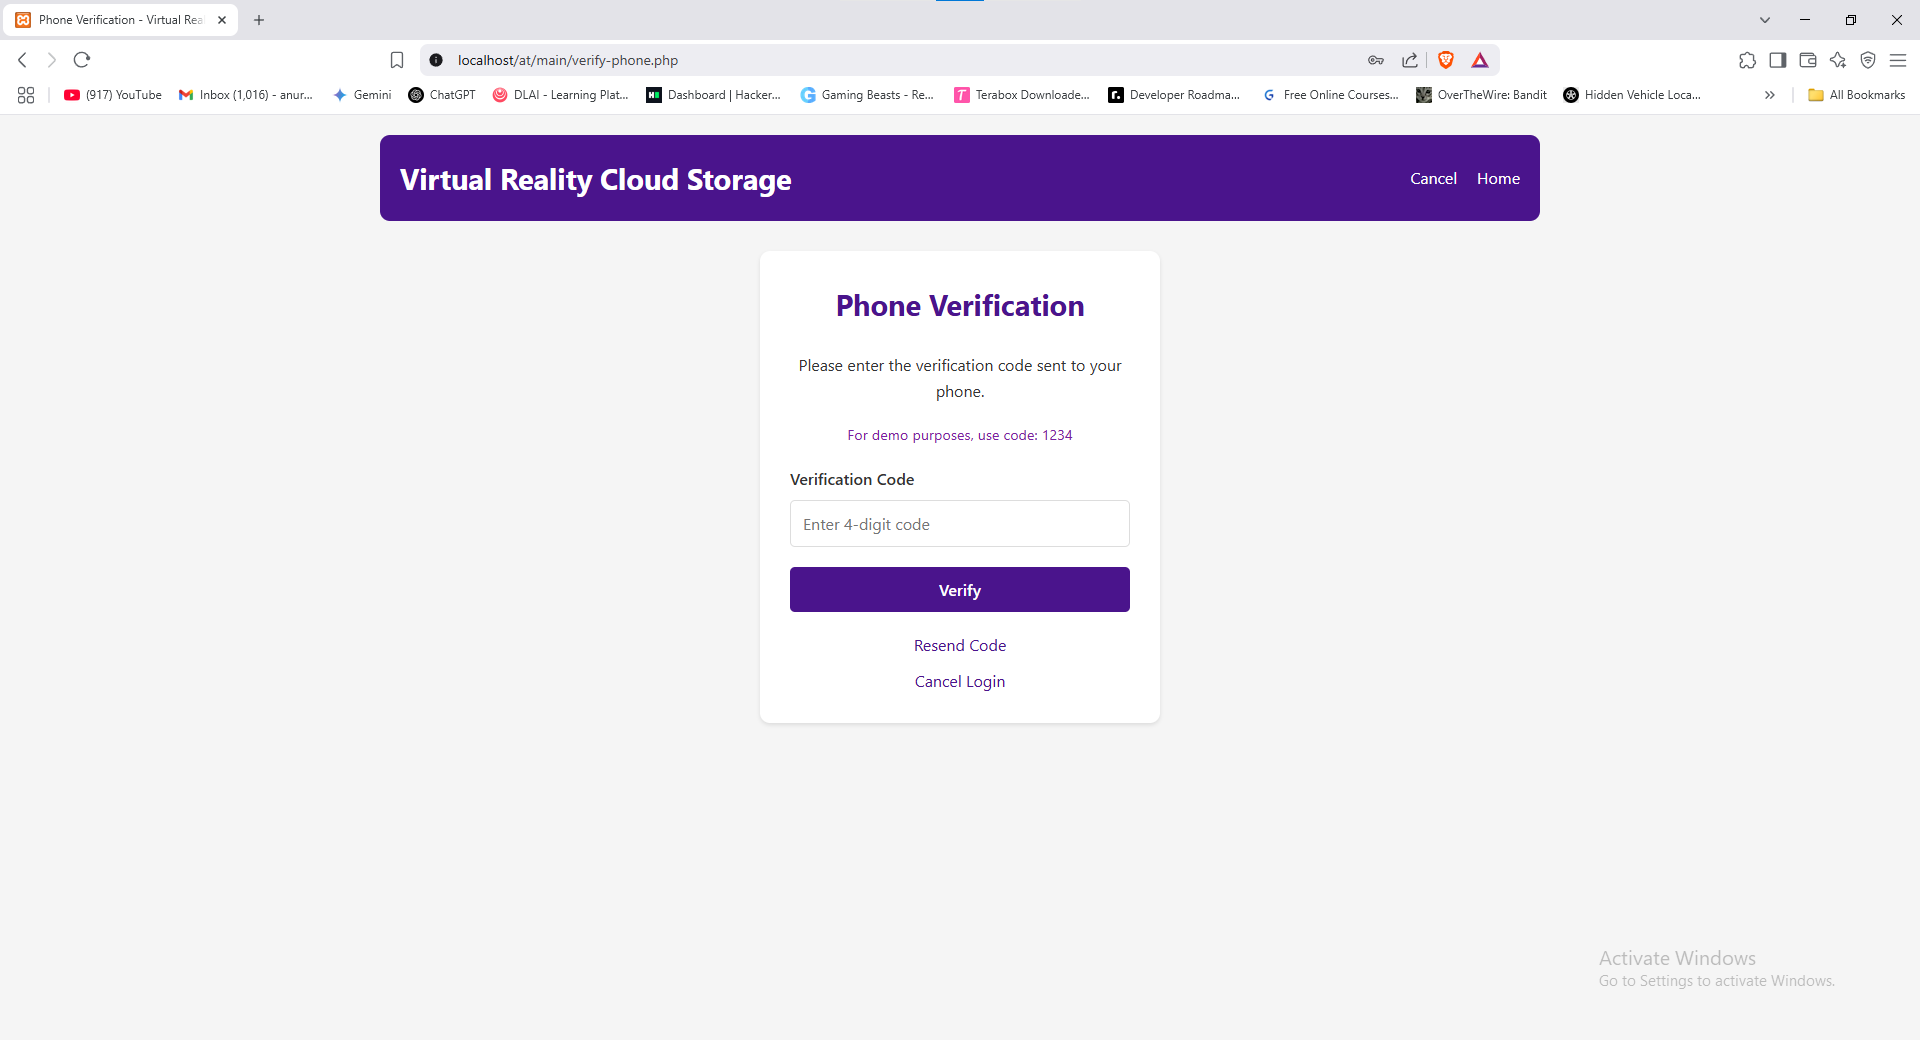 Phone Verification - Virtual Rea
localhost/at/main/verify-phone.php
(917) YouTube
Inbox (1,016) - anur...
Gemini
ChatGPT
DLAI - Learning Plat...
Dashboard | Hacker...
Gaming Beasts - Re...
Terabox Downloade...
Developer Roadma...
Free Online Courses...
OverTheWire: Bandit
Hidden Vehicle Loca...
All Bookmarks
Virtual Reality Cloud Storage
Cancel
Home
Phone Verification
Please enter the verification code sent to your
phone.
For demo purposes, use code: 1234
Verification Code
Enter 4-digit code
Verify
Resend Code
Cancel Login
Activate Windows
Go to Settings to activate Windows.